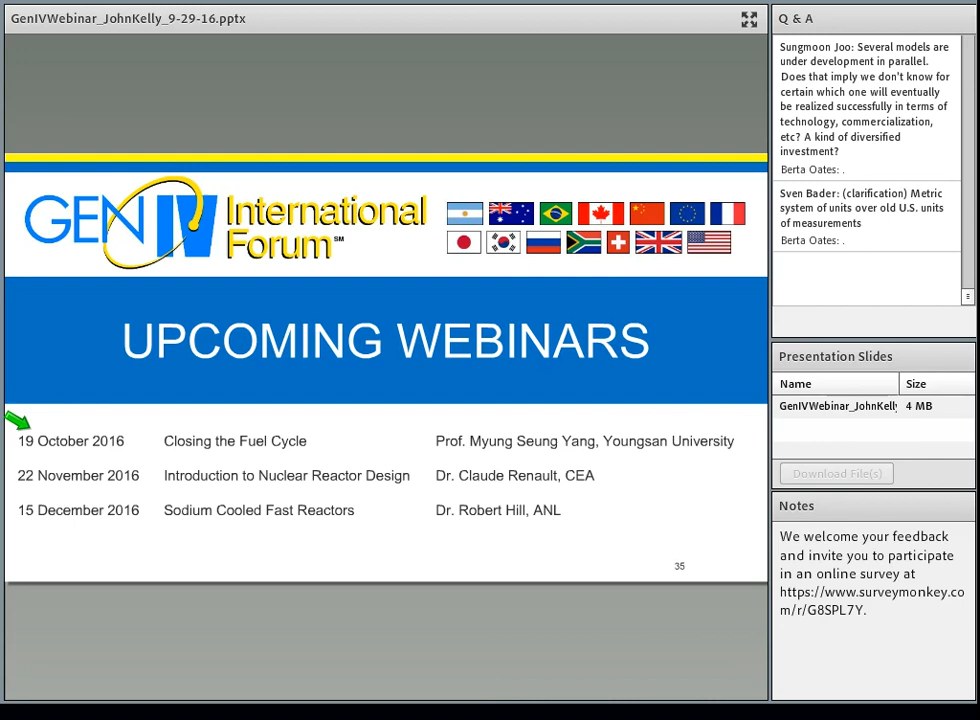 GenIVWebinar_JohnKelly_9-29-16.pptx
GEN IV International
Forum℠
UPCOMING WEBINARS
19 October 2016 Closing the Fuel Cycle Prof. Myung Seung Yang, Youngsan University
22 November 2016 Introduction to Nuclear Reactor Design Dr. Claude Renault, CEA
15 December 2016 Sodium Cooled Fast Reactors Dr. Robert Hill, ANL
35
Q & A
Sungmoon Joo: Several models are
under development in parallel.
Does that imply we don't know for
certain which one will eventually
be realized successfully in terms of
technology, commercialization,
etc? A kind of diversified
investment?
Berta Oates: .
Sven Bader: (clarification) Metric
system of units over old U.S. units
of measurements
Berta Oates: .
Presentation Slides
Name Size
GenIVWebinar_JohnKelly 4 MB
Download File(s)
Notes
We welcome your feedback
and invite you to participate
in an online survey at
https://www.surveymonkey.co
m/r/G8SPL7Y.